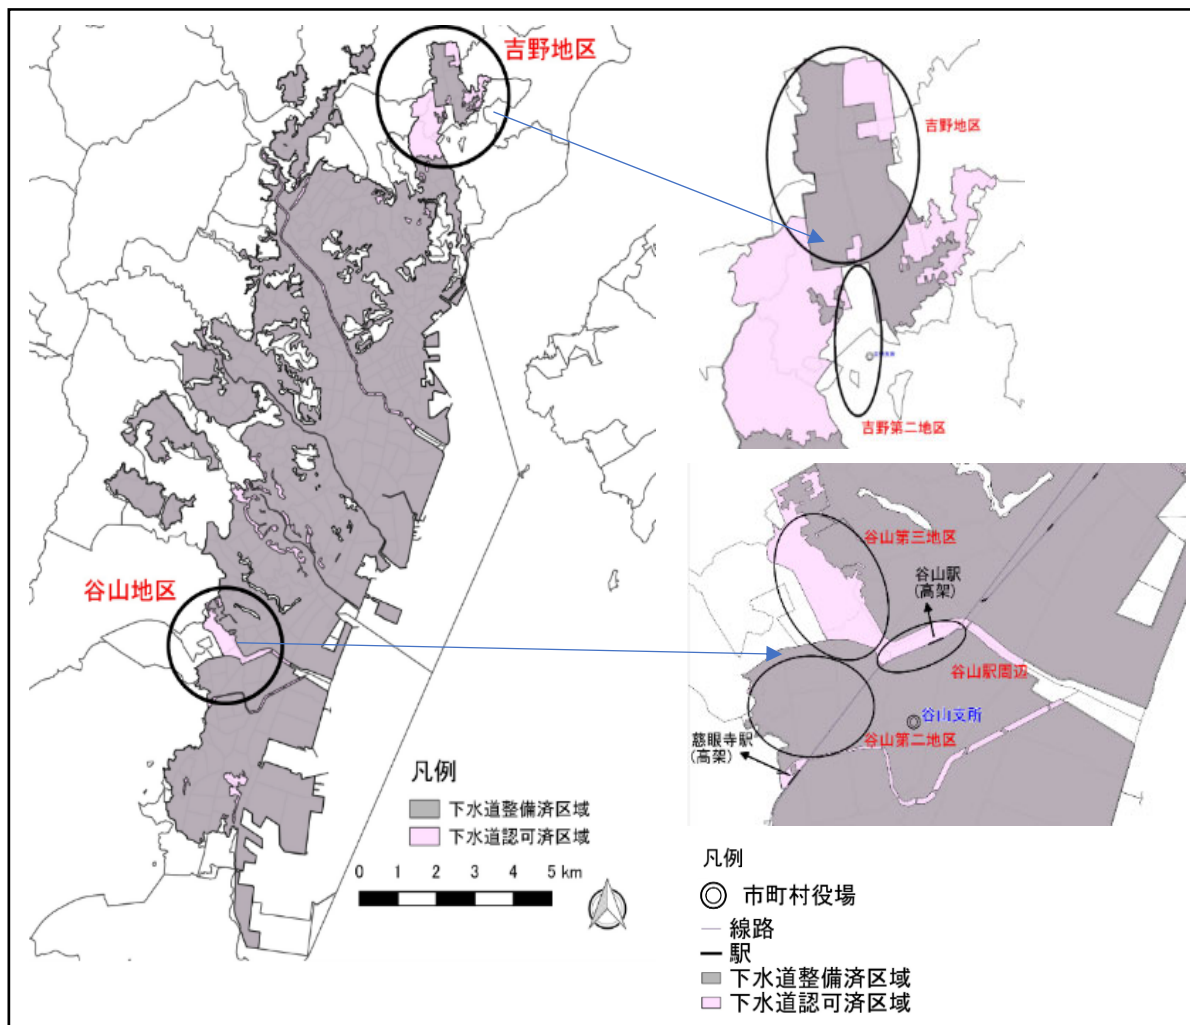 吉野地区
谷山地区
凡例
下水道整備済区域
下水道認可済区域
0 1 2 3 4 5 km
吉野地区
吉野第二地区
谷山第三地区
谷山駅
(高架)
谷山駅周辺
谷山支所
谷山第二地区
慈眼寺駅
(高架)
凡例
市町村役場
線路
駅
下水道整備済区域
下水道認可済区域